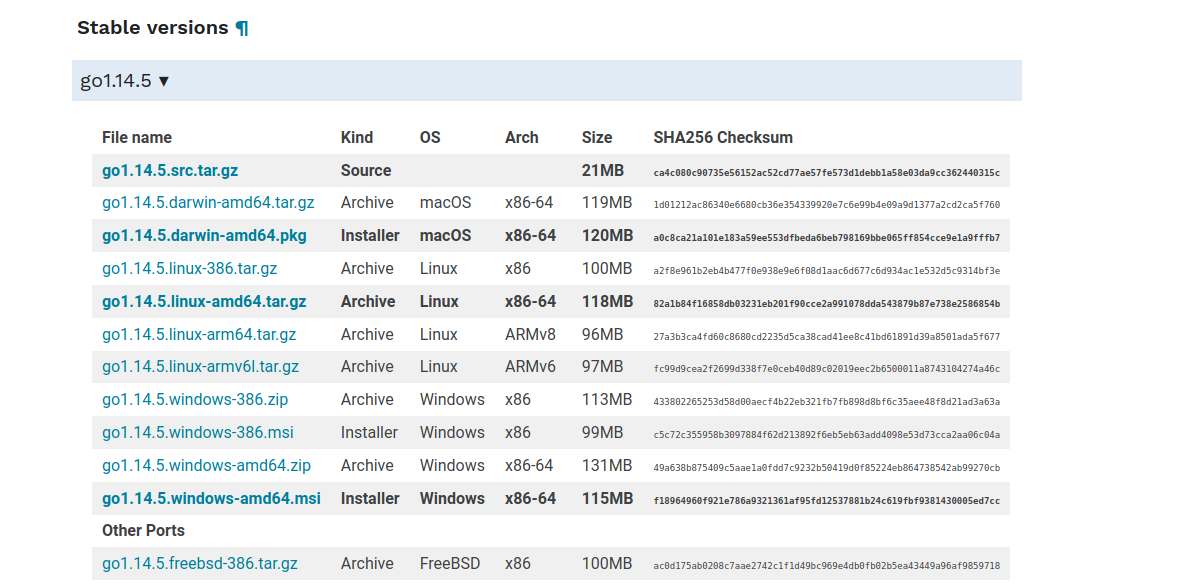 Stable versions ¶
go1.14.5 ▾
File name Kind OS Arch Size SHA256 Checksum
go1.14.5.src.tar.gz Source 21MB ca4c080c90735e56152ac52cd77ae57fe573d1debb1a58e03da9cc362440315c
go1.14.5.darwin-amd64.tar.gz Archive macOS x86-64 119MB 1d01212ac86340e6680cb36e354339920e7c6e99b4e09a9d1377a2cd2ca5f760
go1.14.5.darwin-amd64.pkg Installer macOS x86-64 120MB a0c8ca21a101e183a59ee553dfbeda6beb798169bbe065ff854cce9e1a9fffb7
go1.14.5.linux-386.tar.gz Archive Linux x86 100MB a2f8e961b2eb4b477f0e938e9e6f08d1aac6d677c6d934ac1e532d5c9314bf3e
go1.14.5.linux-amd64.tar.gz Archive Linux x86-64 118MB 82a1b84f16858db03231eb201f90cce2a991078dda543879b87e738e2586854b
go1.14.5.linux-arm64.tar.gz Archive Linux ARMv8 96MB 27a3b3ca4fd60c8680cd2235d5ca38cad41ee8c41bd61891d39a8501ada5f677
go1.14.5.linux-armv6l.tar.gz Archive Linux ARMv6 97MB fc99d9cea2f2699d338f7e0ceb40d89c02019eec2b6500011a8743104274a46c
go1.14.5.windows-386.zip Archive Windows x86 113MB 433802265253d58d00aecf4b22eb321fb7fb898d8bf6c35aee48f8d21ad3a63a
go1.14.5.windows-386.msi Installer Windows x86 99MB c5c72c355958b3097884f62d213892f6eb5eb63add4098e53d73cca2aa06c04a
go1.14.5.windows-amd64.zip Archive Windows x86-64 131MB 49a638b875409c5aae1a0fdd7c9232b50419d0f85224eb864738542ab99270cb
go1.14.5.windows-amd64.msi Installer Windows x86-64 115MB f18964960f921e786a9321361af95fd12537881b24c619fbf9381430005ed7cc
Other Ports
go1.14.5.freebsd-386.tar.gz Archive FreeBSD x86 100MB ac0d175ab0208c7aae2742c1f1d49bc969e4db0fb02b5ea43449a96af9859718